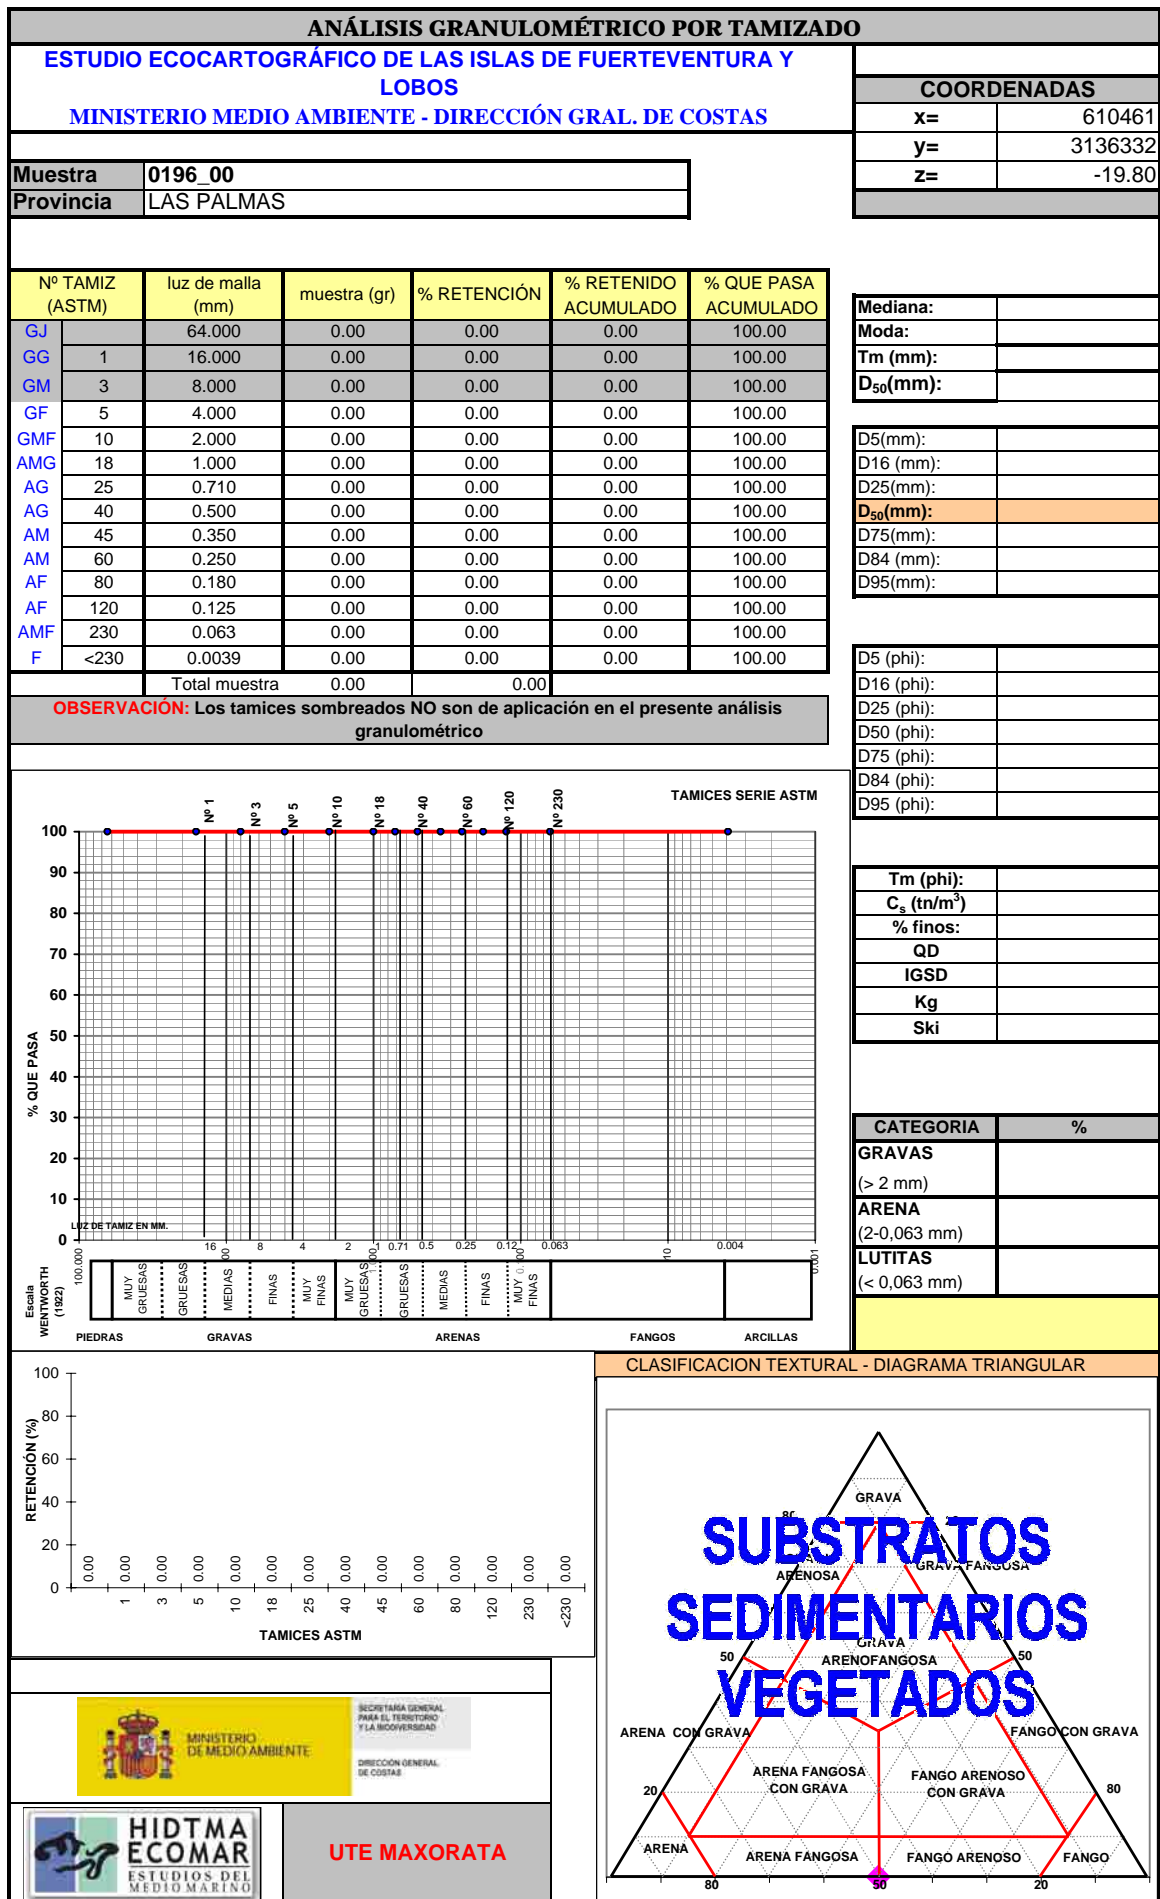 ANÁLISIS GRANULOMÉTRICO POR TAMIZADO
ESTUDIO ECOCARTOGRÁFICO DE LAS ISLAS DE FUERTEVENTURA Y
LOBOS
MINISTERIO MEDIO AMBIENTE - DIRECCIÓN GRAL. DE COSTAS
COORDENADAS
x= 610461
y= 3136332
z= -19.80
Muestra 0196_00
Provincia LAS PALMAS
Nº TAMIZ (ASTM) luz de malla (mm) muestra (gr) % RETENCIÓN % RETENIDO ACUMULADO % QUE PASA ACUMULADO
GJ 64.000 0.00 0.00 0.00 100.00
GG 1 16.000 0.00 0.00 0.00 100.00
GM 3 8.000 0.00 0.00 0.00 100.00
GF 5 4.000 0.00 0.00 0.00 100.00
GMF 10 2.000 0.00 0.00 0.00 100.00
AMG 18 1.000 0.00 0.00 0.00 100.00
AG 25 0.710 0.00 0.00 0.00 100.00
AG 40 0.500 0.00 0.00 0.00 100.00
AM 45 0.350 0.00 0.00 0.00 100.00
AM 60 0.250 0.00 0.00 0.00 100.00
AF 80 0.180 0.00 0.00 0.00 100.00
AF 120 0.125 0.00 0.00 0.00 100.00
AMF 230 0.063 0.00 0.00 0.00 100.00
F <230 0.0039 0.00 0.00 0.00 100.00
Total muestra 0.00 0.00
OBSERVACIÓN: Los tamices sombreados NO son de aplicación en el presente análisis
granulométrico
Mediana:
Moda:
Tm (mm):
D50(mm):
D5(mm):
D16 (mm):
D25(mm):
D50(mm):
D75(mm):
D84 (mm):
D95(mm):
D5 (phi):
D16 (phi):
D25 (phi):
D50 (phi):
D75 (phi):
D84 (phi):
D95 (phi):
Tm (phi):
Cs (tn/m3)
% finos:
QD
IGSD
Kg
Ski
CATEGORIA %
GRAVAS
(> 2 mm)
ARENA
(2-0,063 mm)
LUTITAS
(< 0,063 mm)
TAMICES SERIE ASTM
Nº 1 Nº 3 Nº 5 Nº 10 Nº 18 Nº 40 Nº 60 Nº 120 Nº 230
% QUE PASA
100
90
80
70
60
50
40
30
20
10
0
LUZ DE TAMIZ EN MM.
16 8 4 2 1 0.71 0.5 0.25 0.12 0.063 0.004
100.000 0.001
Escala
WENTWORTH
(1922)
MUY GRUESAS GRUESAS MEDIAS FINAS MUY FINAS MUY GRUESAS GRUESAS MEDIAS FINAS MUY FINAS
PIEDRAS GRAVAS ARENAS FANGOS ARCILLAS
RETENCIÓN (%)
100
80
60
40
20
0
0.00 0.00 0.00 0.00 0.00 0.00 0.00 0.00 0.00 0.00 0.00 0.00 0.00 0.00
1 3 5 10 18 25 40 45 60 80 120 230 <230
TAMICES ASTM
CLASIFICACION TEXTURAL - DIAGRAMA TRIANGULAR
GRAVA
SUBSTRATOS
ARENOSA
GRAVA FANGOSA
SEDIMENTARIOS
GRAVA
ARENOFANGOSA
50 50
VEGETADOS
ARENA CON GRAVA
FANGO CON GRAVA
ARENA FANGOSA
CON GRAVA
FANGO ARENOSO
CON GRAVA
20 80
ARENA
ARENA FANGOSA
FANGO ARENOSO
FANGO
80 50 20
MINISTERIO
DE MEDIO AMBIENTE
SECRETARÍA GENERAL
PARA EL TERRITORIO
Y LA BIODIVERSIDAD
DIRECCIÓN GENERAL
DE COSTAS
HIDTMA
ECOMAR
ESTUDIOS DEL
MEDIO MARINO
UTE MAXORATA